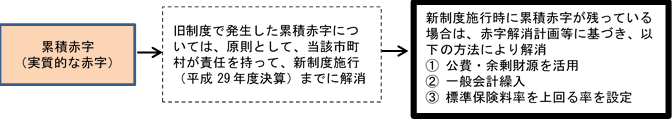 累積赤字
（実質的な赤字）
旧制度で発生した累積赤字につ
いては、原則として、当該市町
村が責任を持って、新制度施行
（平成 29 年度決算）までに解消
新制度施行時に累積赤字が残っている
場合は、赤字解消計画等に基づき、以
下の方法により解消
① 公費・余剰財源を活用
② 一般会計繰入
③ 標準保険料率を上回る率を設定